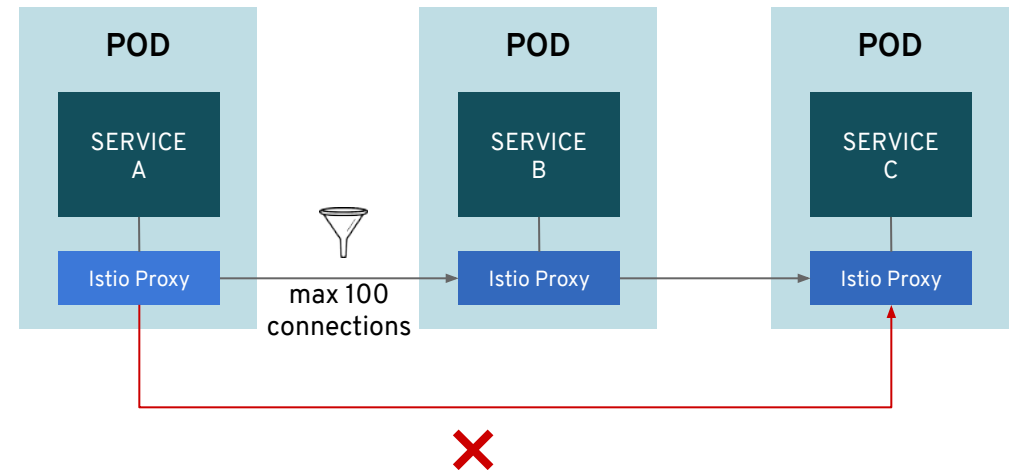 POD
SERVICE
A
Istio Proxy
max 100
connections
POD
SERVICE
B
Istio Proxy
POD
SERVICE
C
Istio Proxy